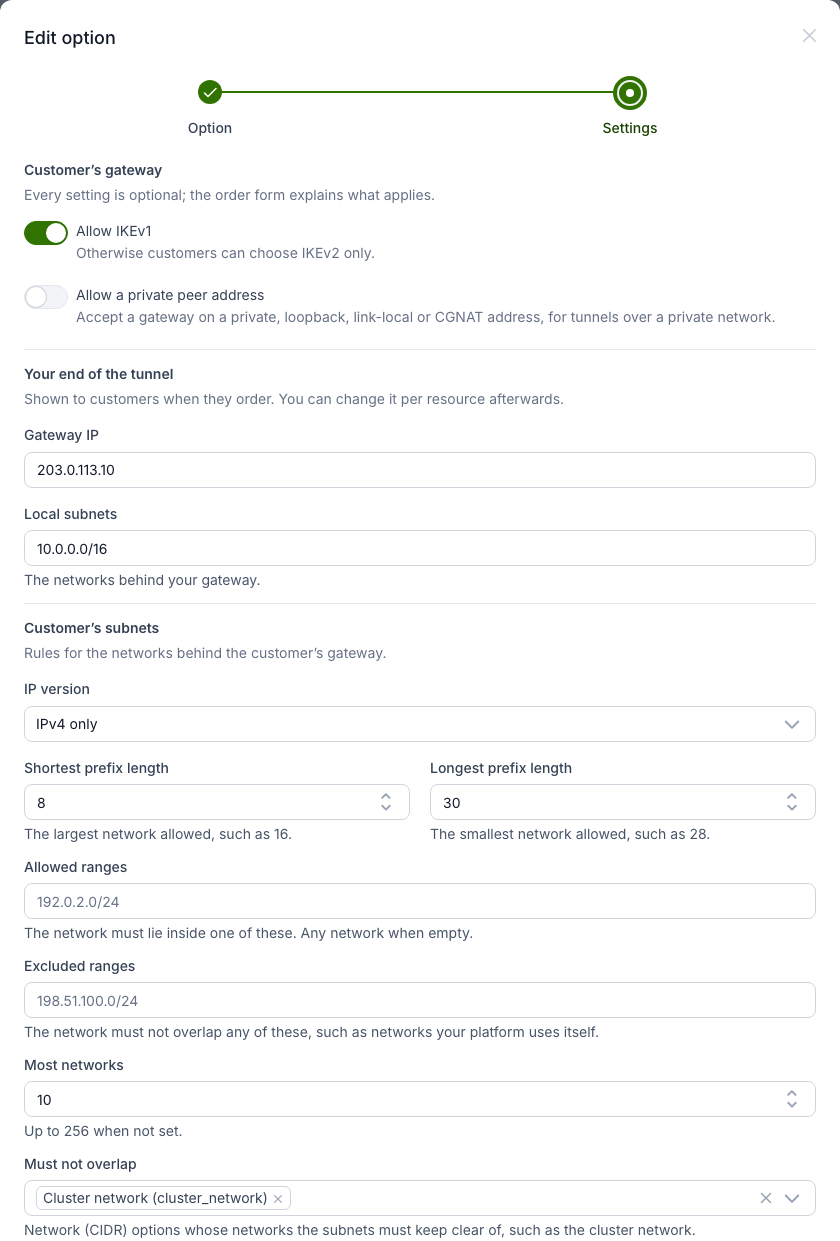 Edit option
Option
Settings
Customer’s gateway
Every setting is optional; the order form explains what applies.
Allow IKEv1
Otherwise customers can choose IKEv2 only.
Allow a private peer address
Accept a gateway on a private, loopback, link-local or CGNAT address, for tunnels over a private network.
Your end of the tunnel
Shown to customers when they order. You can change it per resource afterwards.
Gateway IP
203.0.113.10
Local subnets
10.0.0.0/16
The networks behind your gateway.
Customer’s subnets
Rules for the networks behind the customer’s gateway.
IP version
IPv4 only
Shortest prefix length
Longest prefix length
8
30
The largest network allowed, such as 16.
The smallest network allowed, such as 28.
Allowed ranges
192.0.2.0/24
The network must lie inside one of these. Any network when empty.
Excluded ranges
198.51.100.0/24
The network must not overlap any of these, such as networks your platform uses itself.
Most networks
10
Up to 256 when not set.
Must not overlap
Cluster network (cluster_network)
Network (CIDR) options whose networks the subnets must keep clear of, such as the cluster network.